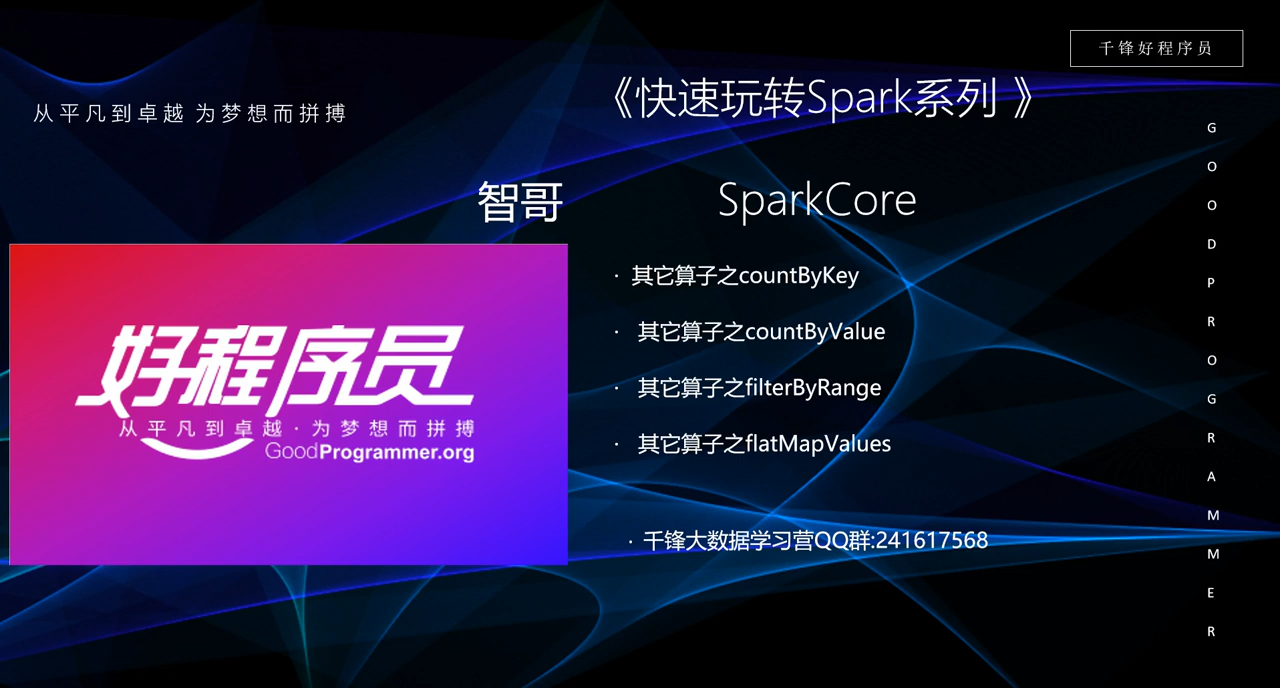 千锋好程序员
《快速玩转Spark系列 》
从平凡到卓越 为梦想而拼搏
智哥
SparkCore
好程序员
从平凡到卓越·为梦想而拼搏
GoodProgrammer.org
· 其它算子之countByKey
· 其它算子之countByValue
· 其它算子之filterByRange
· 其它算子之flatMapValues
· 千锋大数据学习营QQ群:241617568
GOODPROGRAMMER